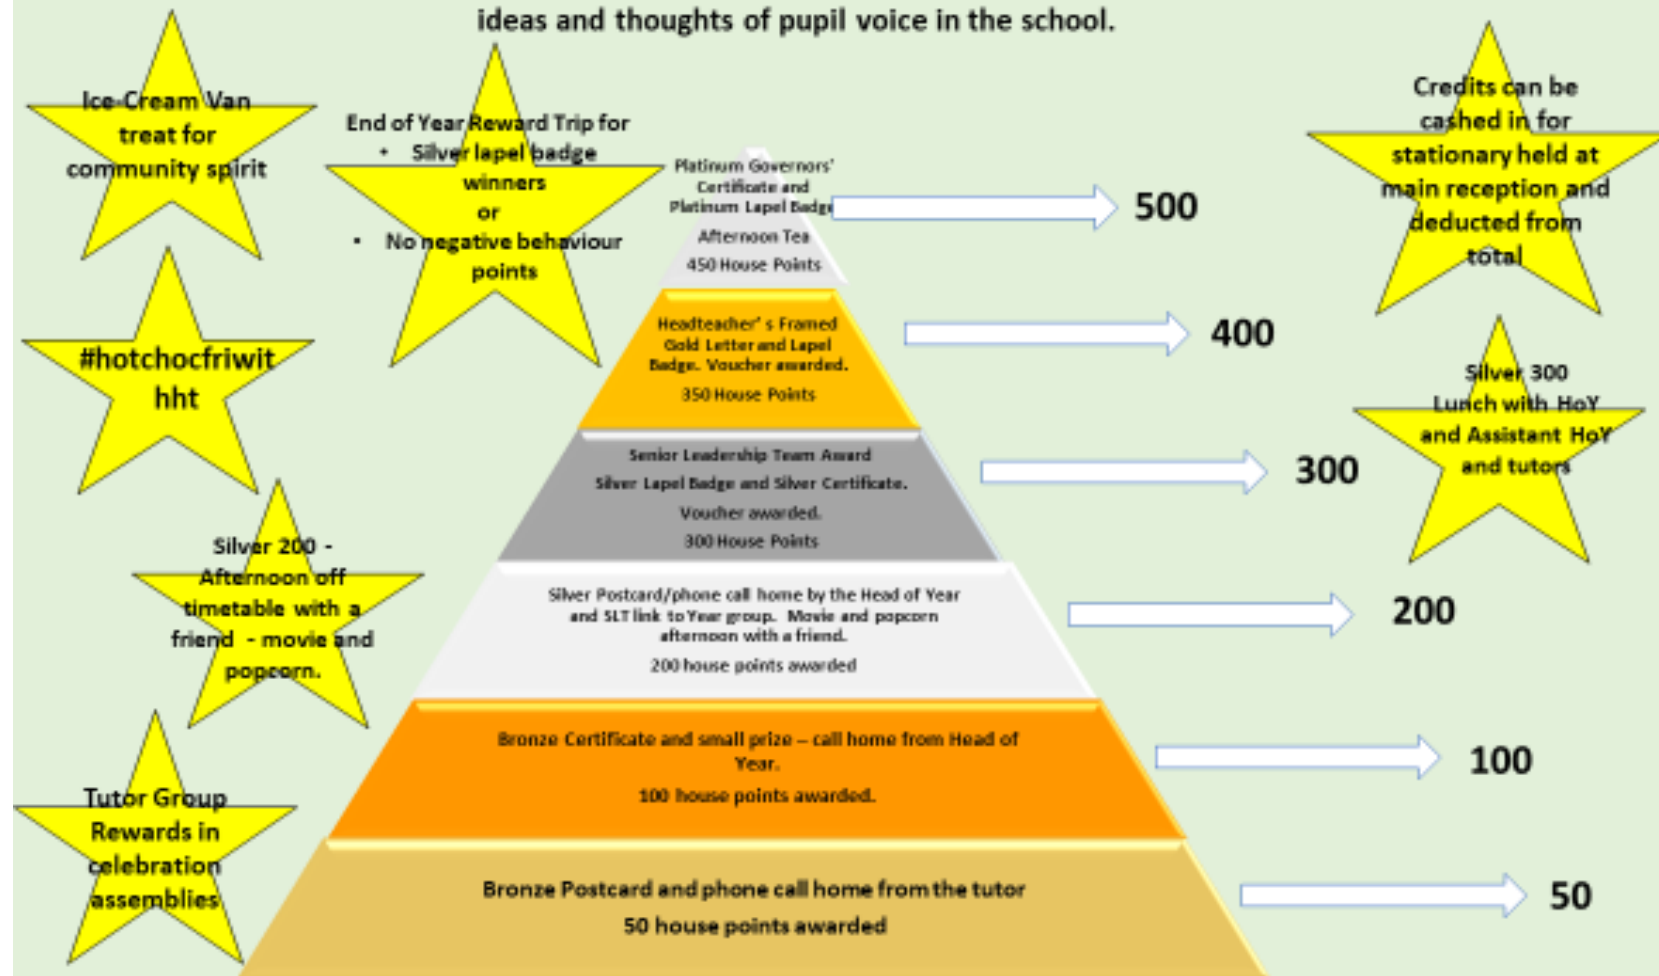 ideas and thoughts of pupil voice in the school.
Ice-Cream Van
treat for
community spirit
End of Year Reward Trip for
• Silver lapel badge
winners
or
• No negative behaviour
points
Credits can be
cashed in for
stationary held at
main reception and
deducted from
total
#hotchocfriwit
hht
Silver 300
Lunch with HoY
and Assistant HoY
and tutors
Silver 200 -
Afternoon off
timetable with a
friend - movie and
popcorn.
Tutor Group
Rewards in
celebration
assemblies
Platinum Governors'
Certificate and
Platinum Lapel Badge
Afternoon Tea
450 House Points
500
Headteacher' s Framed
Gold Letter and Lapel
Badge. Voucher awarded.
350 House Points
400
Senior Leadership Team Award
Silver Lapel Badge and Silver Certificate.
Voucher awarded.
300 House Points
300
Silver Postcard/phone call home by the Head of Year
and SLT link to Year group. Movie and popcorn
afternoon with a friend.
200 house points awarded
200
Bronze Certificate and small prize – call home from Head of
Year.
100 house points awarded.
100
Bronze Postcard and phone call home from the tutor
50 house points awarded
50